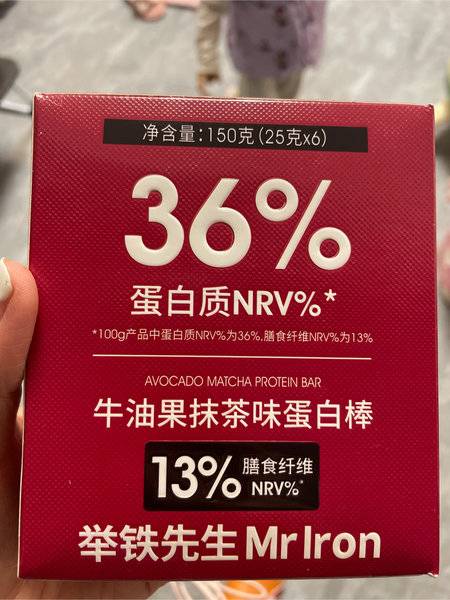 净含量:150克(25克x6)
36%
蛋白质NRV%*
*100g产品中蛋白质NRV%为36%,膳食纤维NRV%为13%
AVOCADO MATCHA PROTEIN BAR
牛油果抹茶味蛋白棒
13% 膳食纤维
NRV%*
举铁先生 Mr Iron